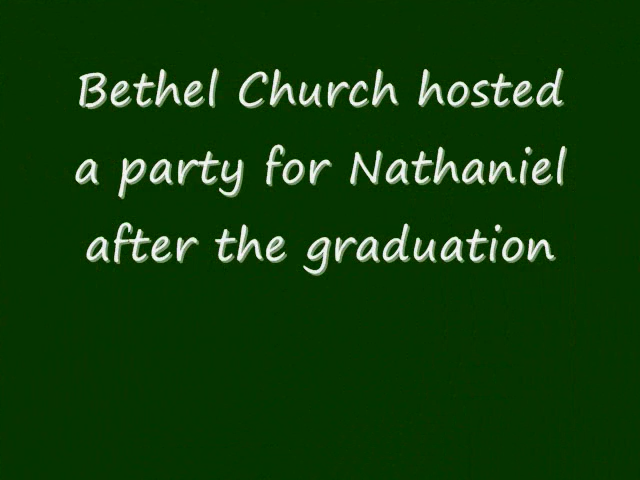 Bethel Church hosted
a party for Nathaniel
after the graduation